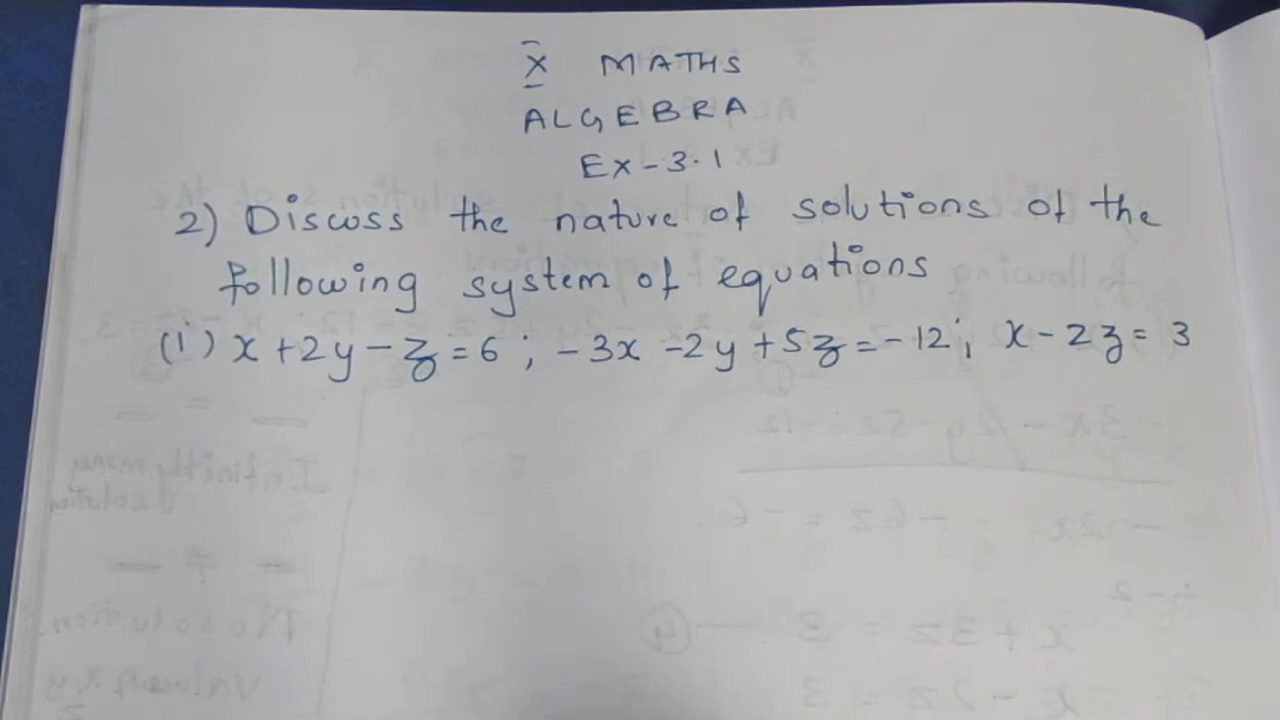 X MATHS
ALGEBRA
Ex-3.1
2) Discuss the nature of solutions of the
following system of equations
(i) x+2y-z=6; -3x-2y+5z=-12; x-2z=3